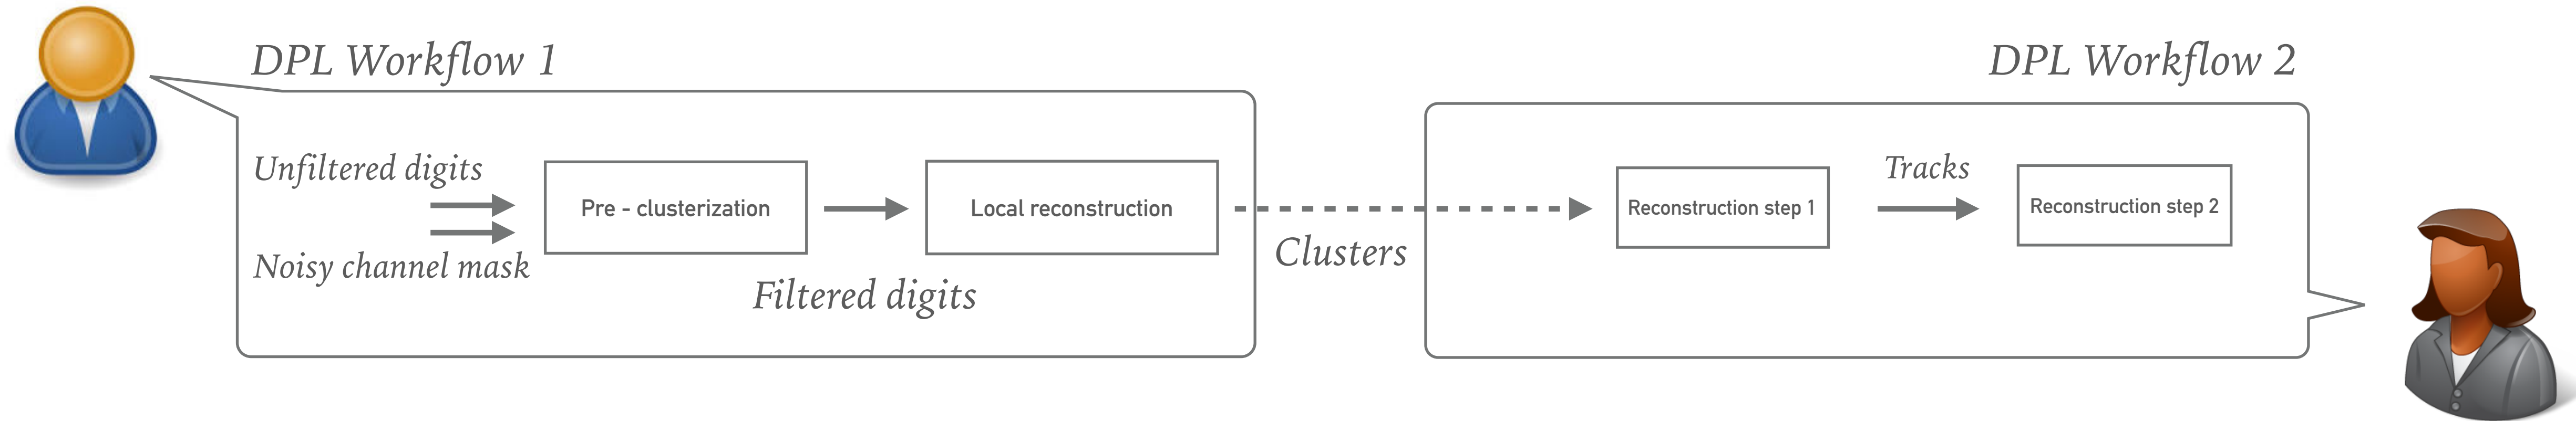 DPL Workflow 1
DPL Workflow 2
Unfiltered digits
Noisy channel mask
Pre - clusterization
Filtered digits
Local reconstruction
Clusters
Reconstruction step 1
Tracks
Reconstruction step 2